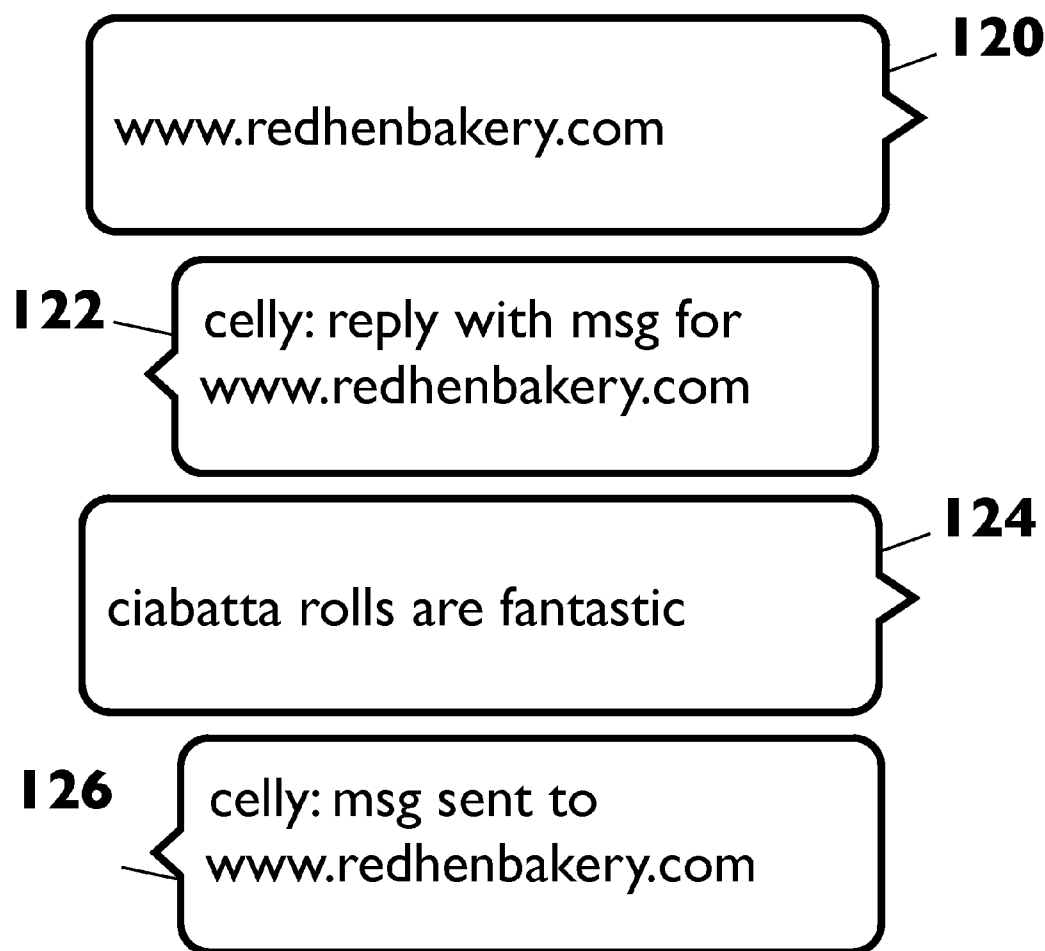 120
www.redhenbakery.com
122
celly: reply with msg for
www.redhenbakery.com
124
ciabatta rolls are fantastic
126
celly: msg sent to
www.redhenbakery.com